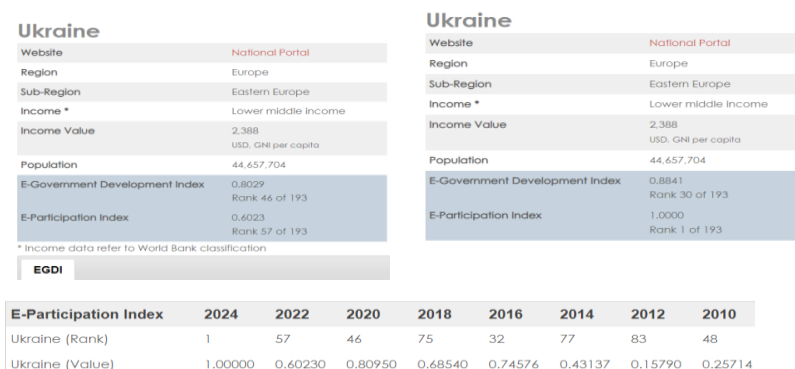 Ukraine
Website National Portal
Region Europe
Sub-Region Eastern Europe
Income * Lower middle income
Income Value 2,388
USD, GNI per capita
Population 44,657,704
E-Government Development Index 0.8029
Rank 46 of 193
E-Participation Index 0.6023
Rank 57 of 193
* Income data refer to World Bank classification
EGDI
Ukraine
Website National Portal
Region Europe
Sub-Region Eastern Europe
Income * Lower middle income
Income Value 2,388
USD, GNI per capita
Population 44,657,704
E-Government Development Index 0.8841
Rank 30 of 193
E-Participation Index 1.0000
Rank 1 of 193
E-Participation Index 2024 2022 2020 2018 2016 2014 2012 2010
Ukraine (Rank) 1 57 46 75 32 77 83 48
Ukraine (Value) 1.00000 0.60230 0.80950 0.68540 0.74576 0.43137 0.15790 0.25714